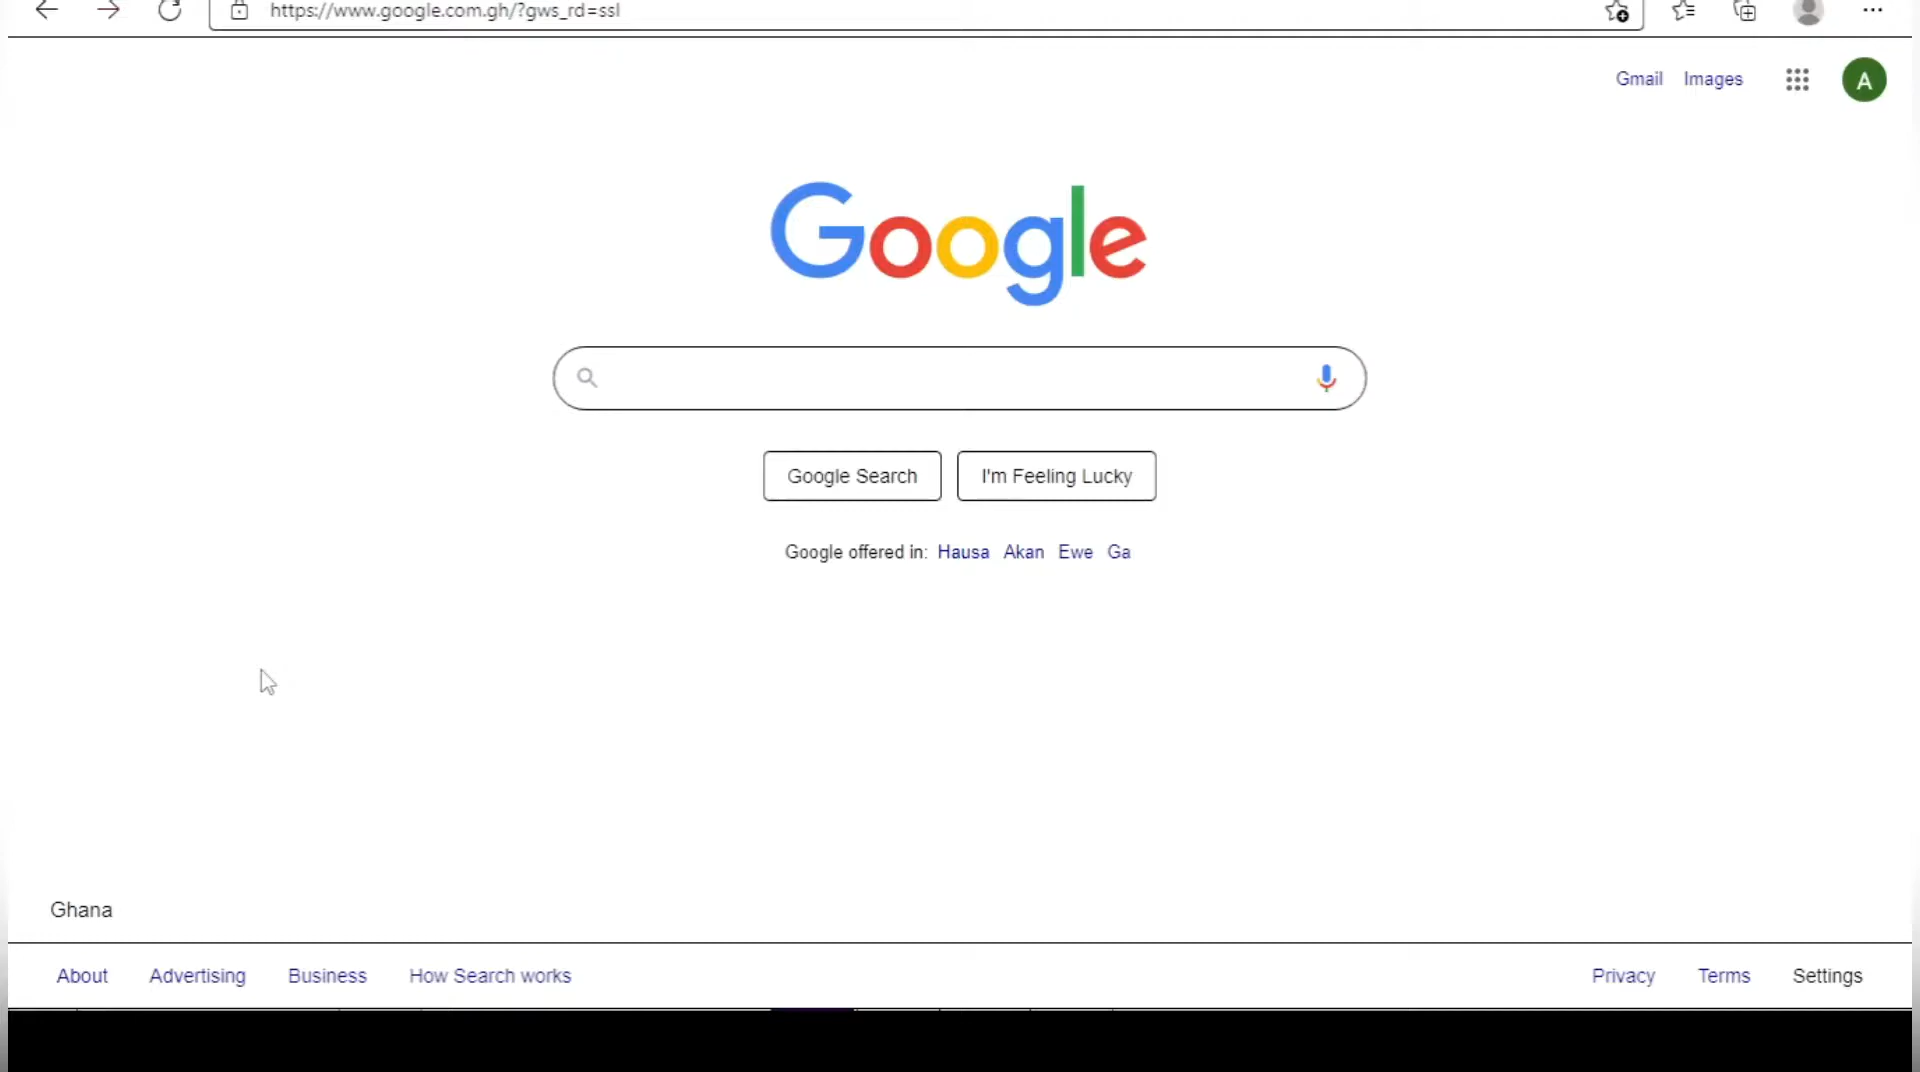 https://www.google.com.gh/?gws_rd=ssl
Gmail Images
A
Google
Google Search I'm Feeling Lucky
Google offered in: Hausa Akan Ewe Ga
Ghana
About Advertising Business How Search works Privacy Terms Settings